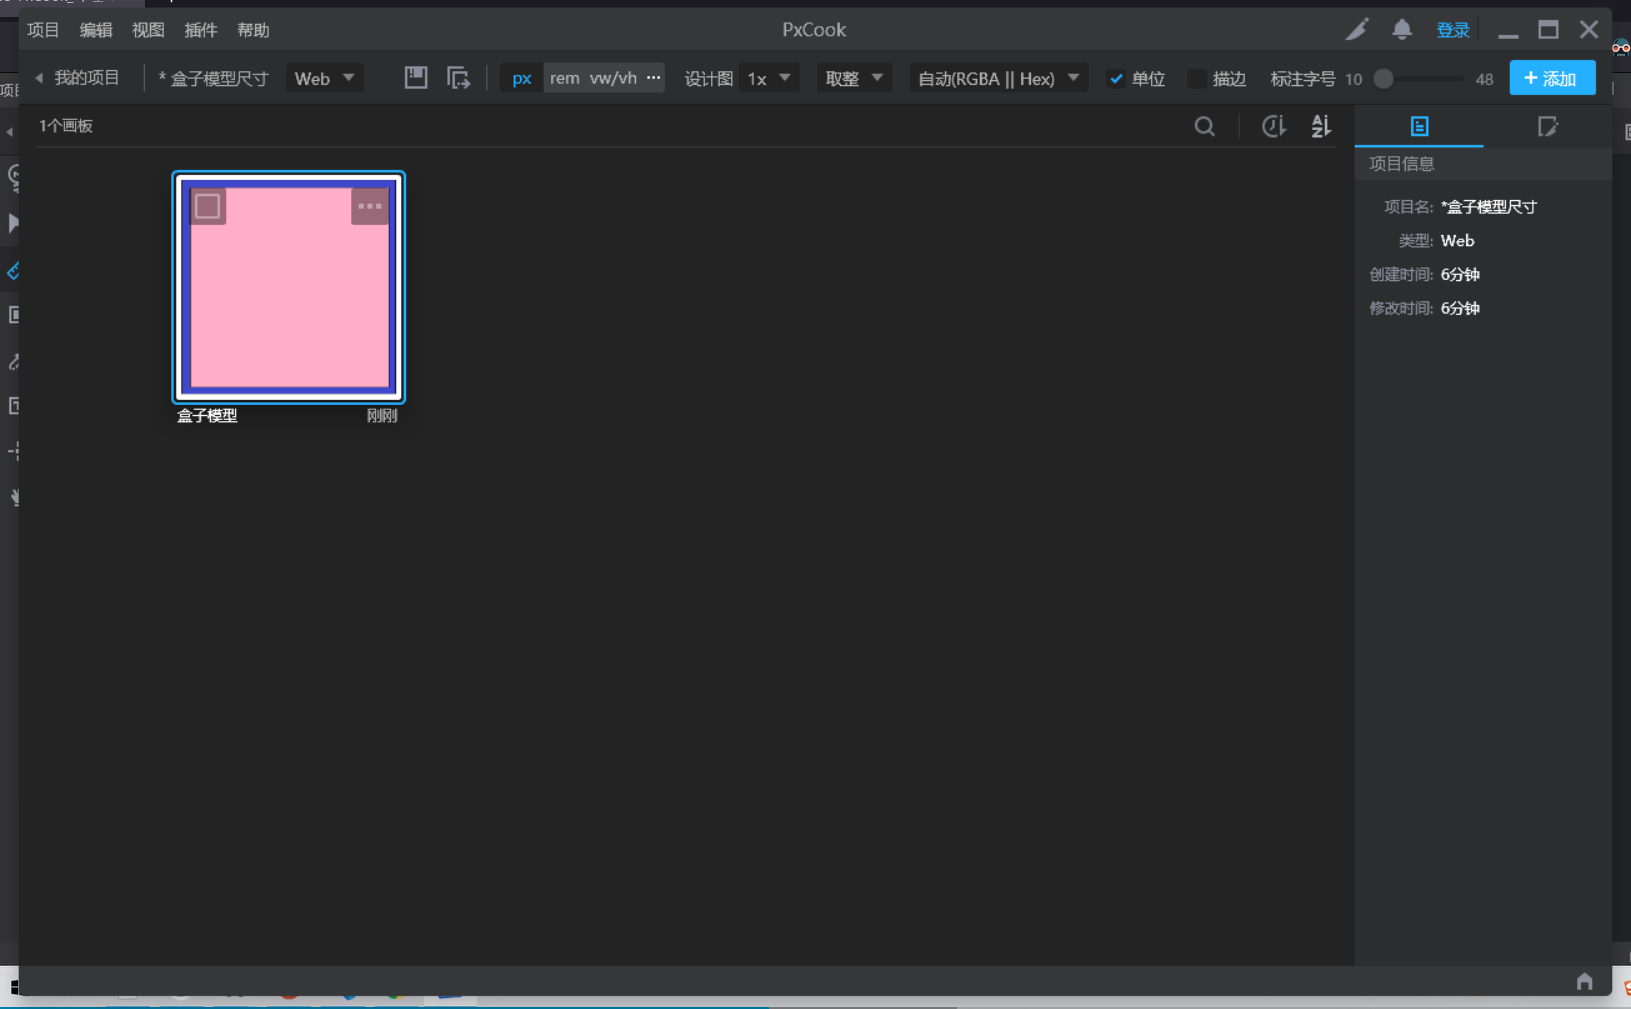 项目 编辑 视图 插件 帮助 PxCook 登录
我的项目 * 盒子模型尺寸 Web px rem vw/vh ··· 设计图 1x 取整 自动(RGBA || Hex) 单位 描边 标注字号 10 48 + 添加
1个画板
项目信息
项目名: *盒子模型尺寸
类型: Web
创建时间: 6分钟
修改时间: 6分钟
盒子模型 刚刚